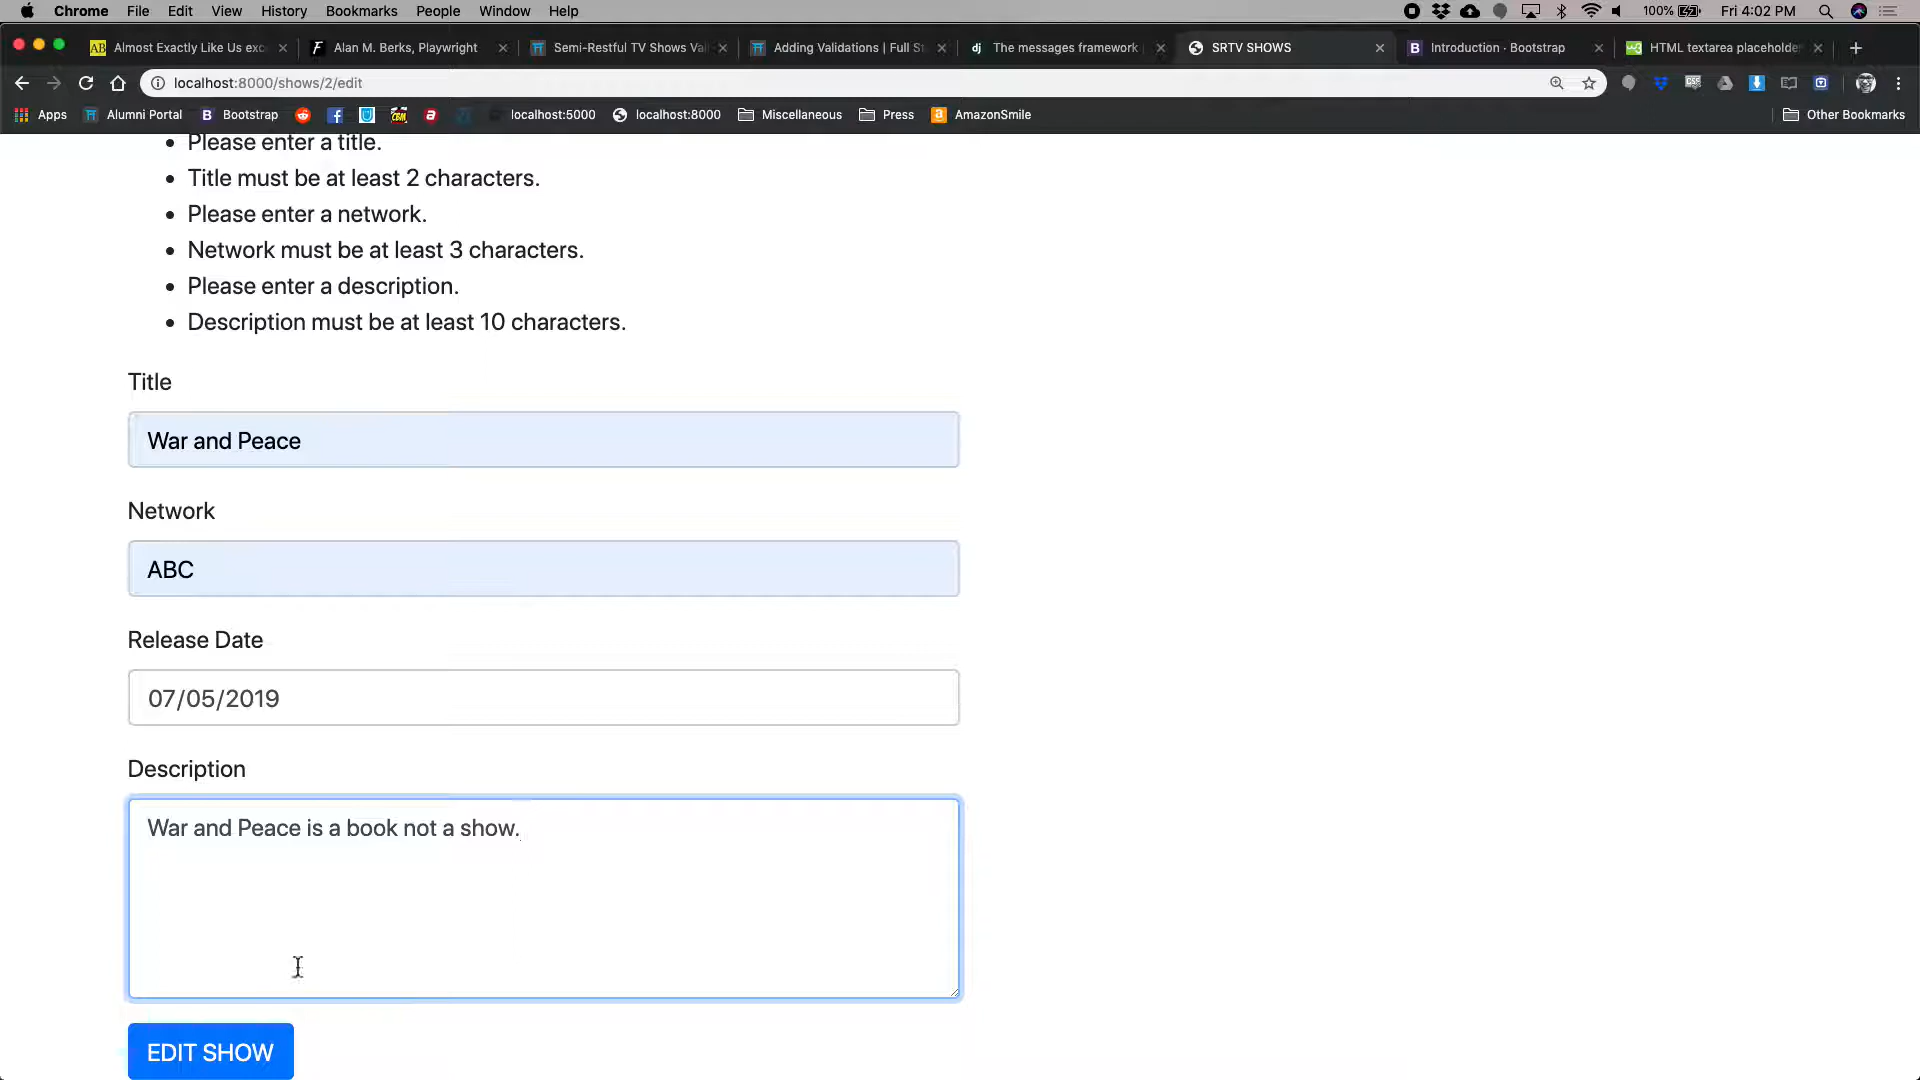 Chrome File Edit View History Bookmarks People Window Help 100% Fri 4:02 PM
AB Almost Exactly Like Us exc Alan M. Berks, Playwright Semi-Restful TV Shows Val Adding Validations | Full St dj The messages framework SRTV SHOWS B Introduction · Bootstrap HTML textarea placeholde
localhost:8000/shows/2/edit
Apps Alumni Portal B Bootstrap localhost:5000 localhost:8000 Miscellaneous Press AmazonSmile Other Bookmarks
Please enter a title.
Title must be at least 2 characters.
Please enter a network.
Network must be at least 3 characters.
Please enter a description.
Description must be at least 10 characters.
Title
War and Peace
Network
ABC
Release Date
07/05/2019
Description
War and Peace is a book not a show.
EDIT SHOW